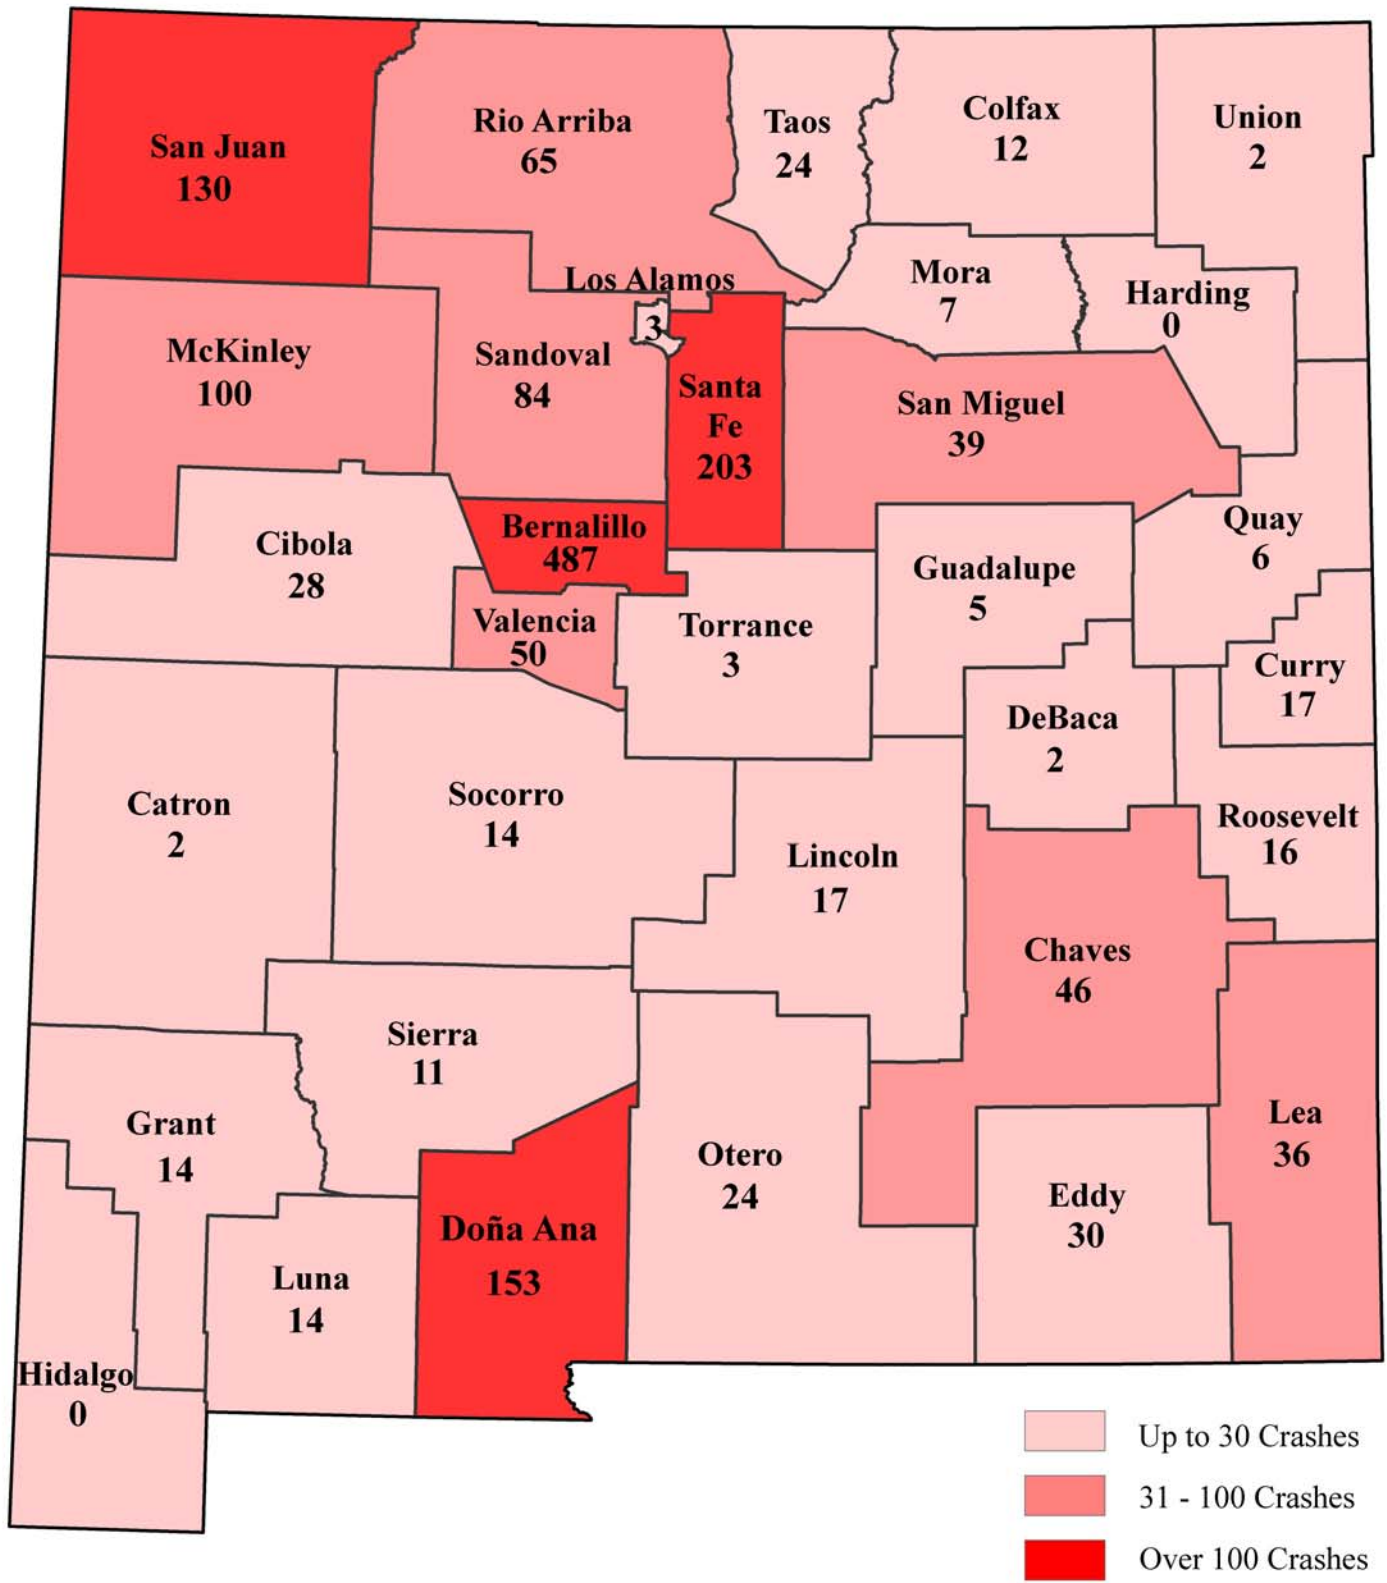 San Juan
130
Rio Arriba
65
Taos
24
Colfax
12
Union
2
Los Alamos
3
Mora
7
Harding
0
McKinley
100
Sandoval
84
Santa
Fe
203
San Miguel
39
Cibola
28
Bernalillo
487
Valencia
50
Torrance
3
Guadalupe
5
Quay
6
Curry
17
DeBaca
2
Roosevelt
16
Catron
2
Socorro
14
Lincoln
17
Chaves
46
Sierra
11
Grant
14
Otero
24
Eddy
30
Lea
36
Doña Ana
153
Luna
14
Hidalgo
0
Up to 30 Crashes
31 - 100 Crashes
Over 100 Crashes